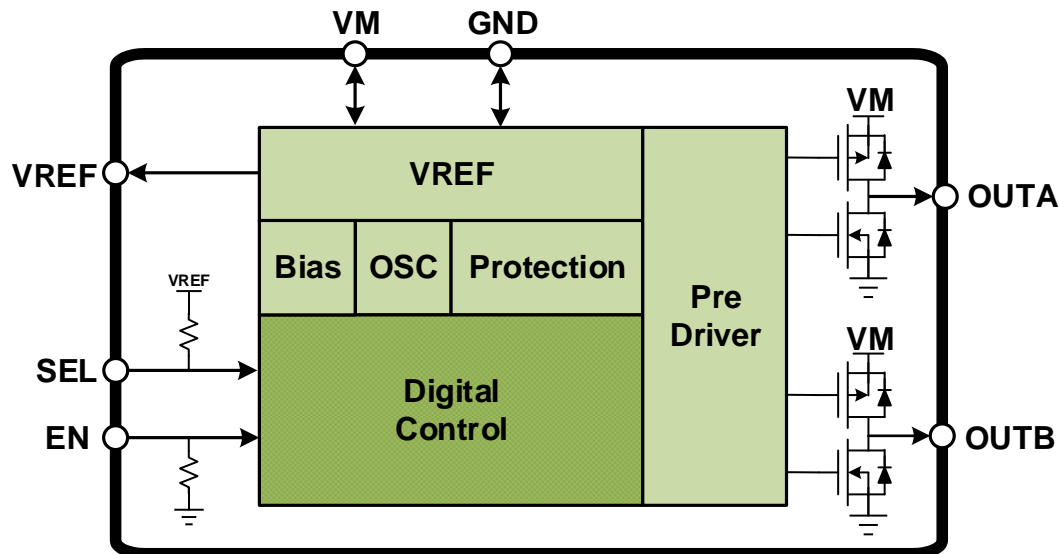 VM
GND
VREF
VREF
VM
OUTA
Bias
OSC
Protection
VREF
Pre
Driver
SEL
EN
Digital
Control
VM
OUTB